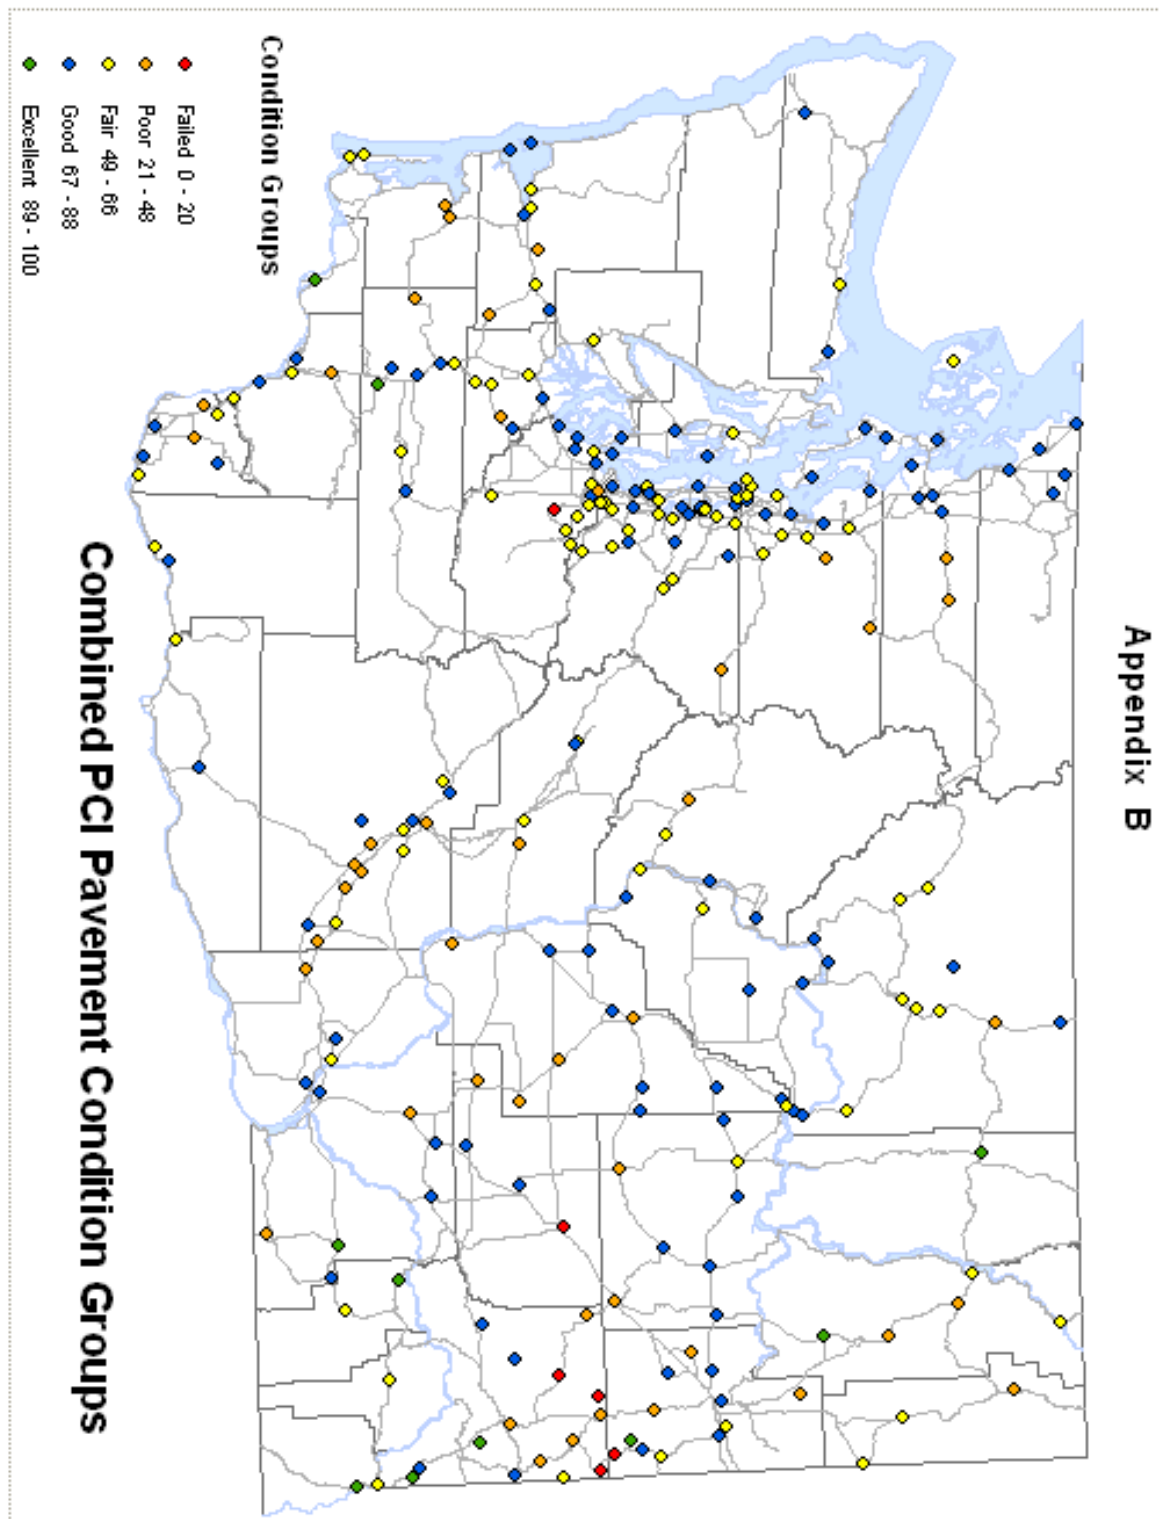 Appendix B
Condition Groups
Failed 0 - 20
Poor 21 - 48
Fair 49 - 66
Good 67 - 88
Excellent 89 - 100
Combined PCI Pavement Condition Groups